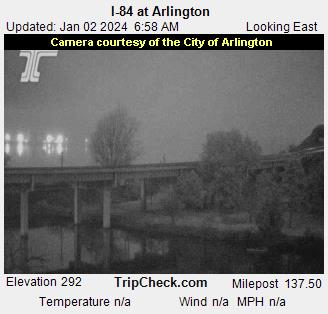 I-84 at Arlington
Updated: Jan 02 2024 6:58 AM Looking East
Camera courtesy of the City of Arlington
Elevation 292 TripCheck.com Milepost 137.50
Temperature n/a Wind n/a MPH n/a